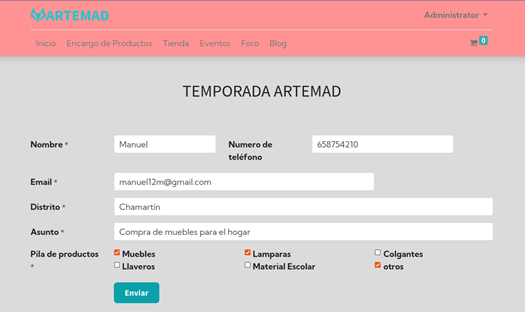 ARTEMAD
Administrator
Inicio Encargo de Productos Tienda Eventos Foro Blog 0
TEMPORADA ARTEMAD
Nombre * Manuel Numero de teléfono 658754210
Email * manuel12m@gmail.com
Distrito * Chamartín
Asunto * Compra de muebles para el hogar
Pila de productos * Muebles Lamparas Colgantes
Llaveros Material Escolar otros
Enviar